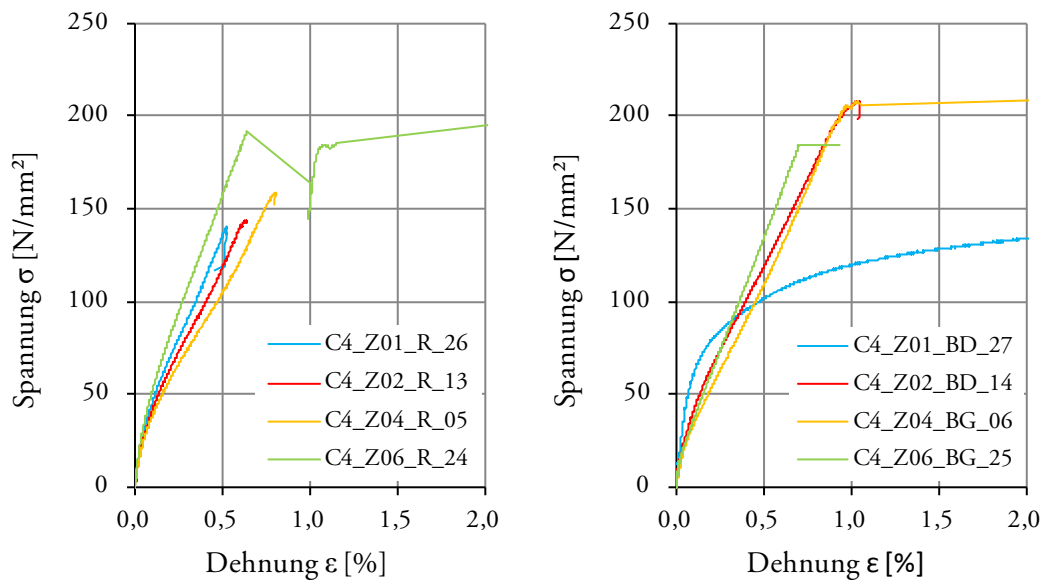 Spannung σ [N/mm²]
250
200
150
100
50
0
C4_Z01_R_26
C4_Z02_R_13
C4_Z04_R_05
C4_Z06_R_24
0,0 0,5 1,0 1,5 2,0
Dehnung ε [%]
Spannung σ [N/mm²]
250
200
150
100
50
0
C4_Z01_BD_27
C4_Z02_BD_14
C4_Z04_BG_06
C4_Z06_BG_25
0,0 0,5 1,0 1,5 2,0
Dehnung ε [%]